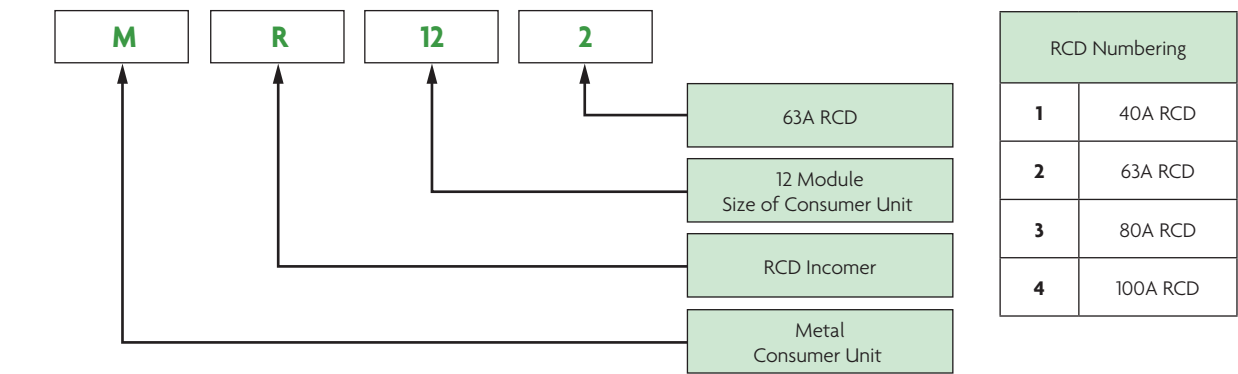 M
R
12
2
63A RCD
12 Module
Size of Consumer Unit
RCD Incomer
Metal
Consumer Unit
RCD Numbering
1 40A RCD
2 63A RCD
3 80A RCD
4 100A RCD